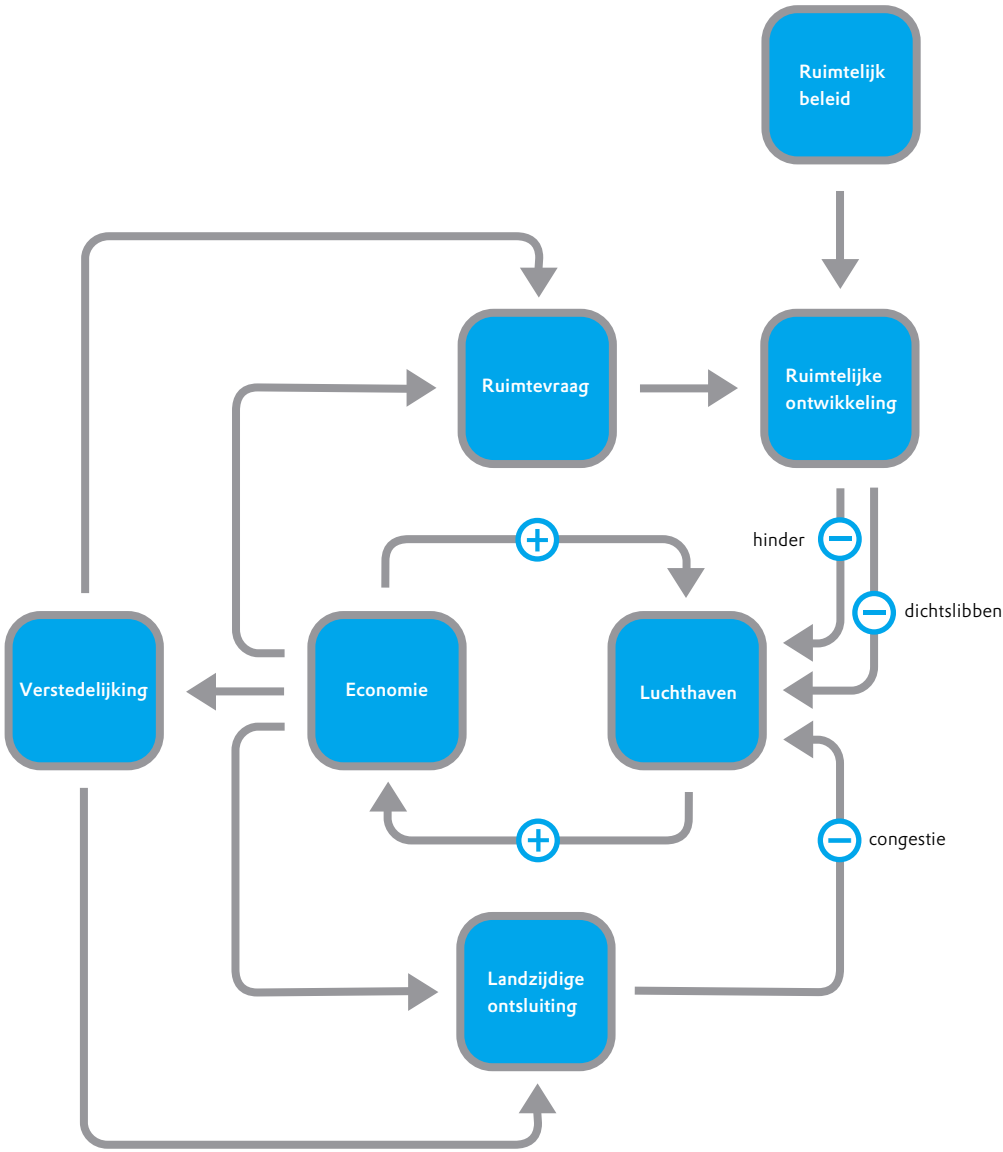 Ruimtelijk
beleid
Ruimtevraag
Ruimtelijke
ontwikkeling
hinder
dichtslibben
Verstedelijking
Economie
Luchthaven
congestie
Landzijdige
ontsluiting